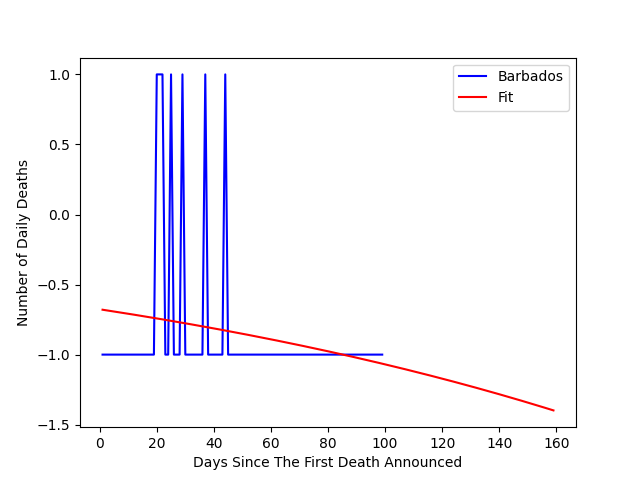 Barbados
Fit
1.0
0.5
0.0
−0.5
−1.0
−1.5
Number of Daily Deaths
0 20 40 60 80 100 120 140 160
Days Since The First Death Announced